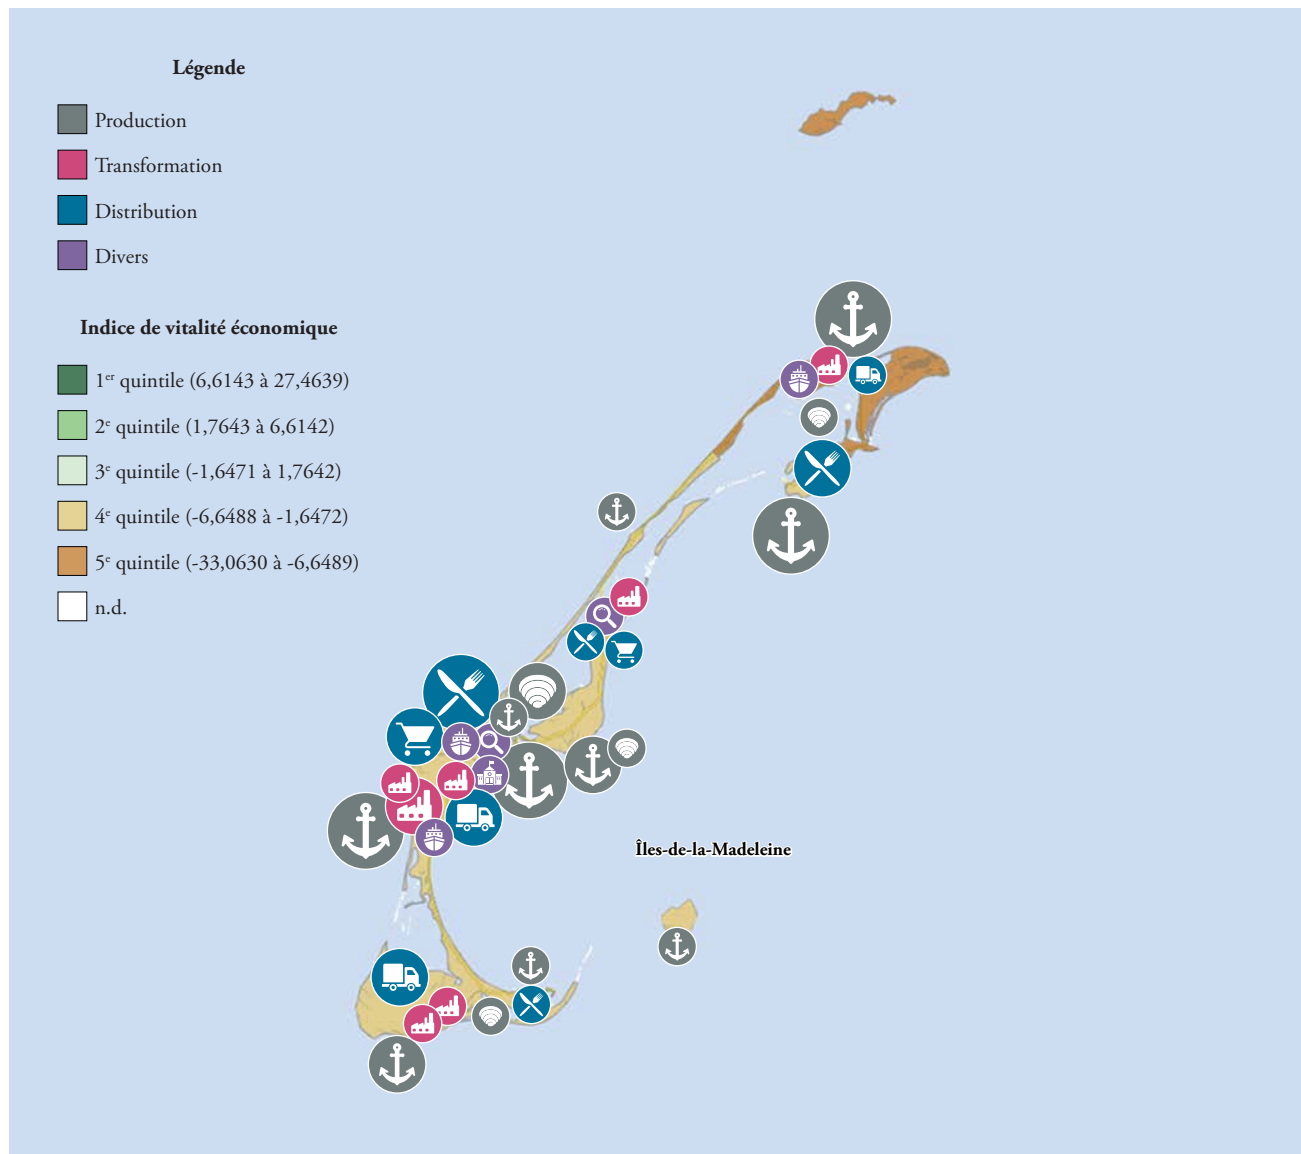 Légende
Production
Transformation
Distribution
Divers
Indice de vitalité économique
1er quintile (6,6143 à 27,4639)
2e quintile (1,7643 à 6,6142)
3e quintile (-1,6471 à 1,7642)
4e quintile (-6,6488 à -1,6472)
5e quintile (-33,0630 à -6,6489)
n.d.
Îles-de-la-Madeleine